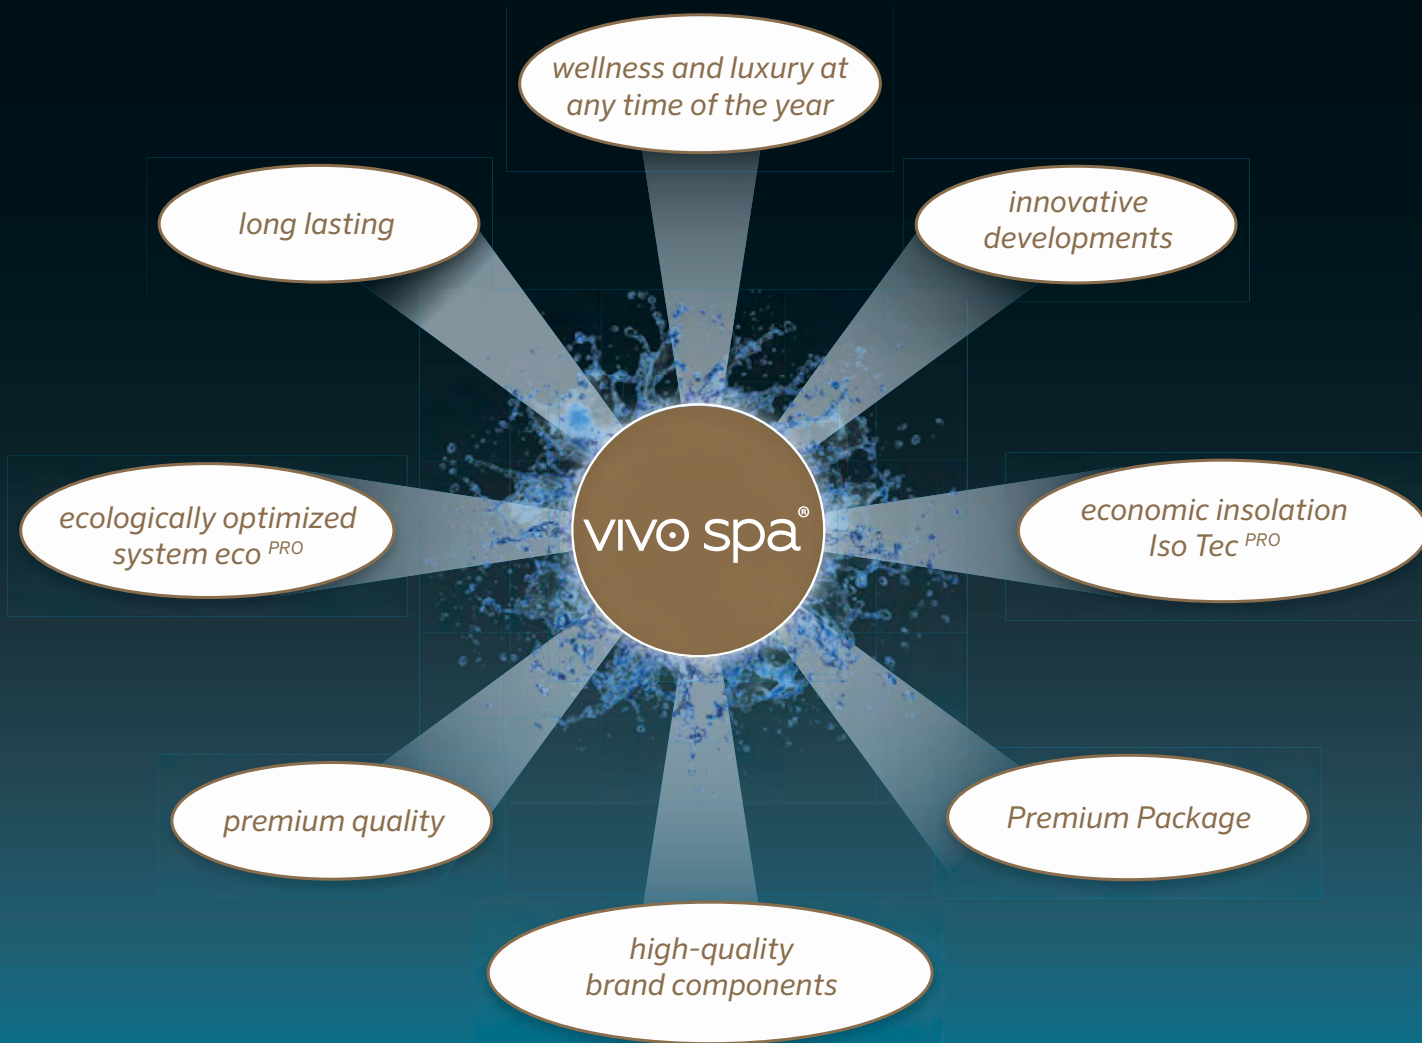 wellness and luxury at
any time of the year
long lasting
innovative
developments
ecologically optimized
system eco PRO
vivo spa®
economic insolation
Iso Tec PRO
premium quality
Premium Package
high-quality
brand components